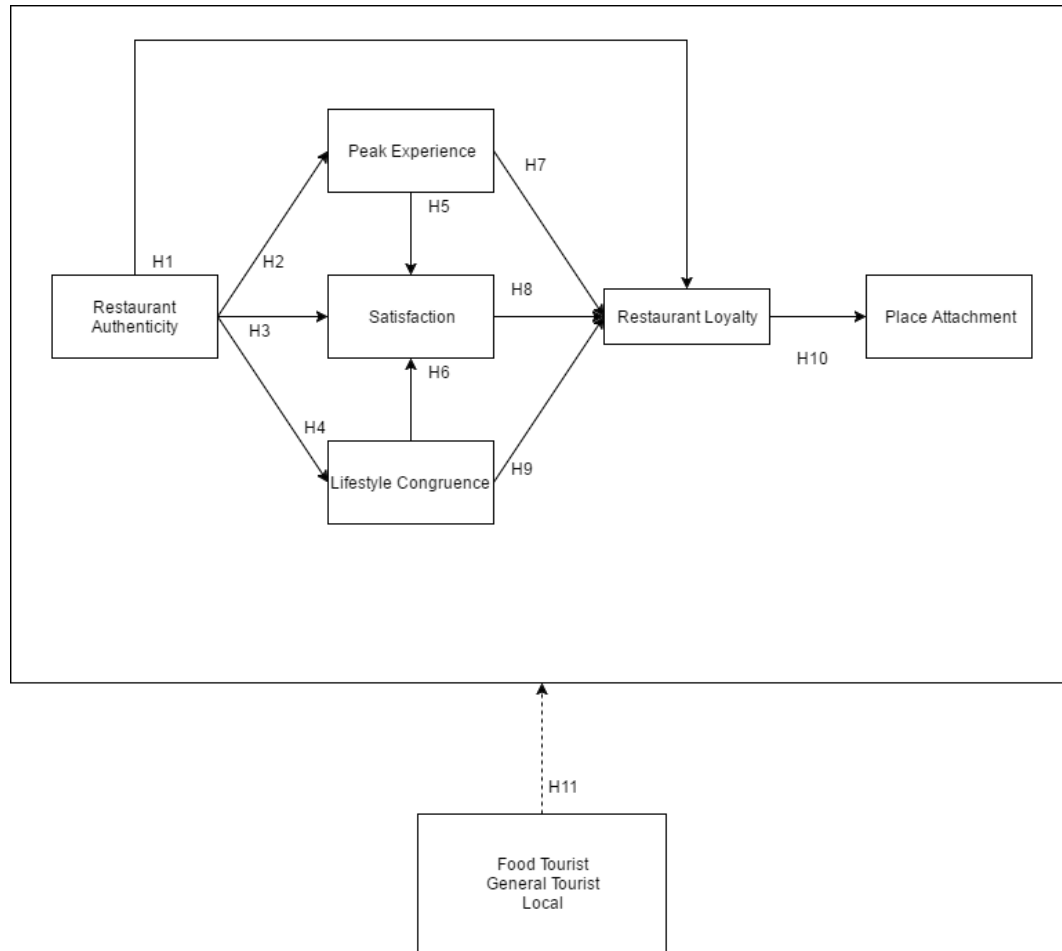 Peak Experience
H7
H5
H1
H2
Restaurant
Authenticity
H3
Satisfaction
H8
Restaurant Loyalty
Place Attachment
H10
H6
H4
Lifestyle Congruence
H9
H11
Food Tourist
General Tourist
Local